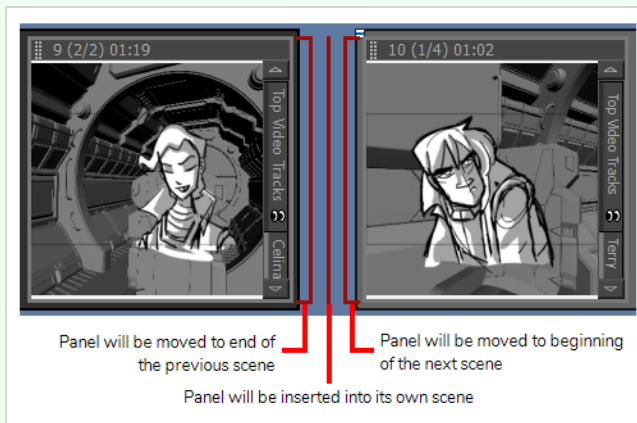 9 (2/2) 01:19
Top Video Tracks
Celina
10 (1/4) 01:02
Top Video Tracks
Terry
Panel will be moved to end of
the previous scene
Panel will be moved to beginning
of the next scene
Panel will be inserted into its own scene